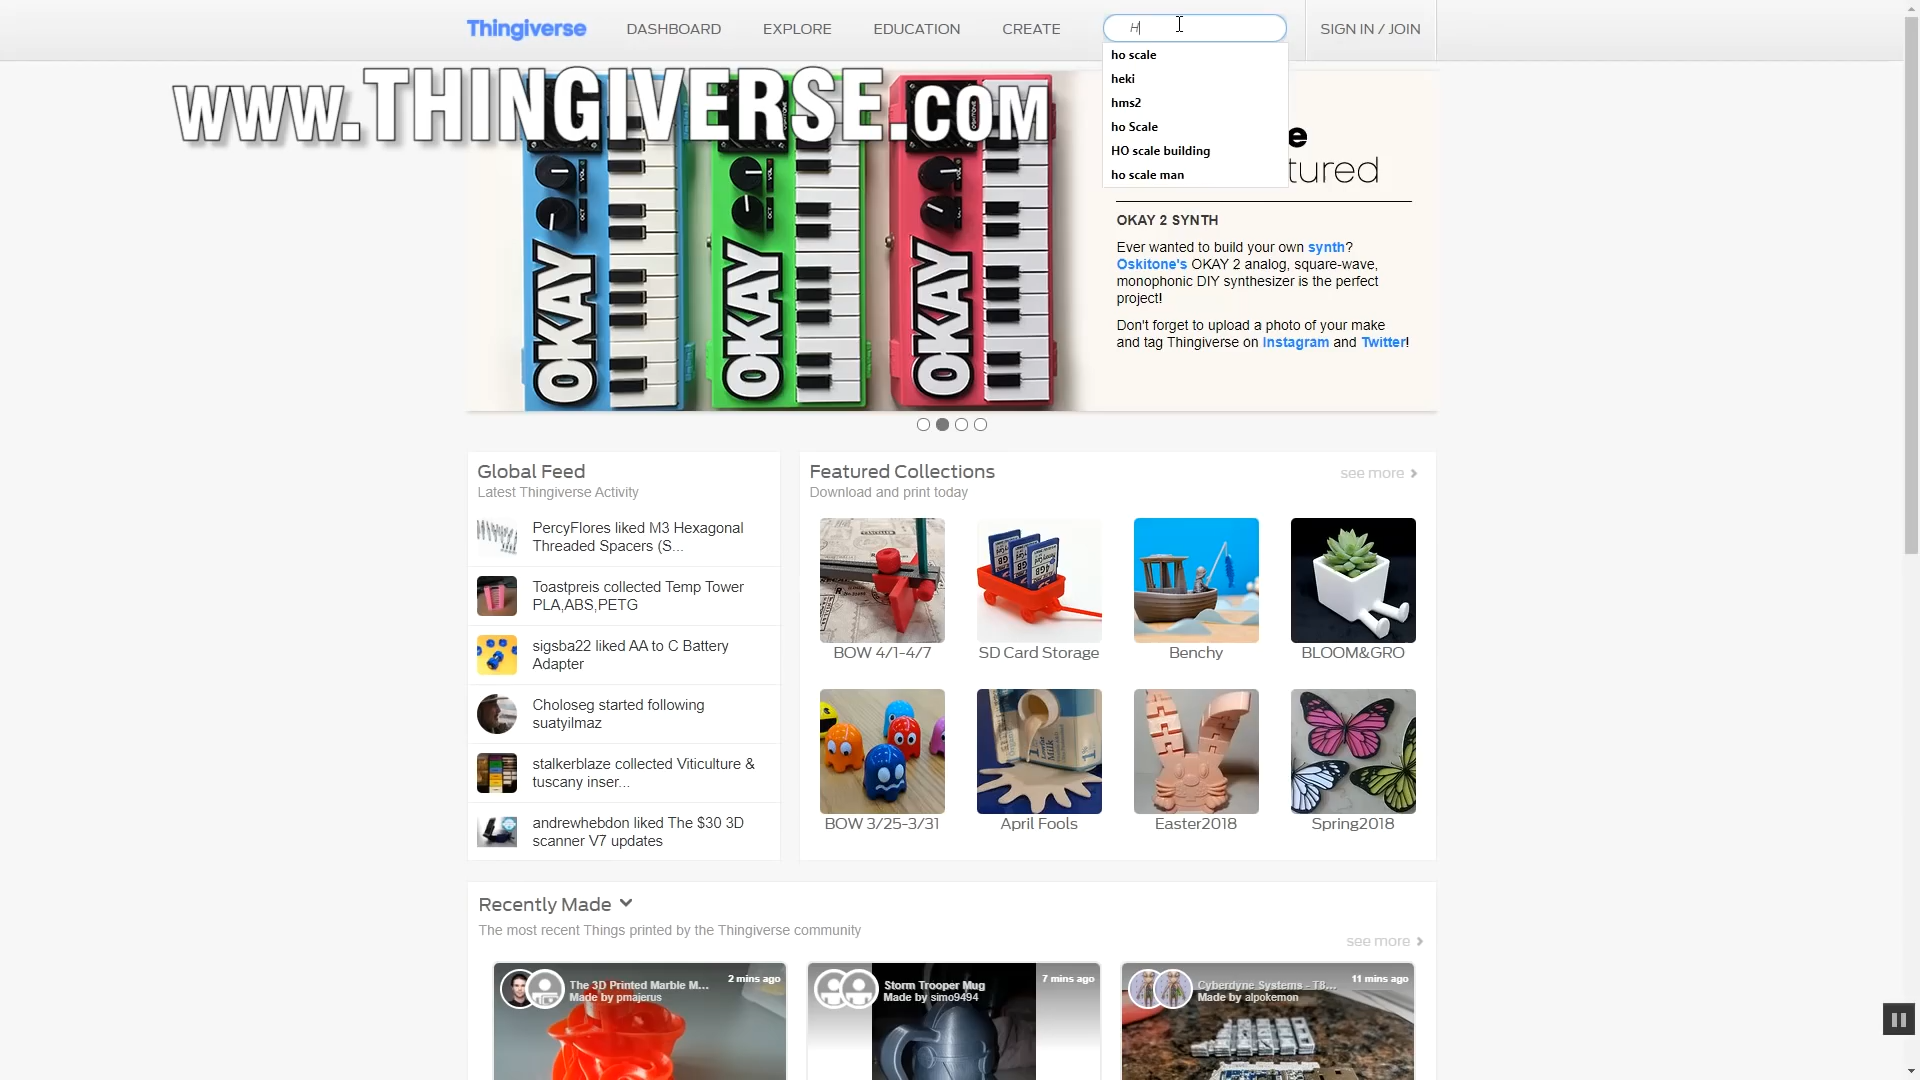 Thingiverse DASHBOARD EXPLORE EDUCATION CREATE H SIGN IN / JOIN
ho scale
heki
hms2
ho Scale
HO scale building
ho scale man
www.THINGIVERSE.COM
OKAY
OKAY
OKAY
OKAY 2 SYNTH
Ever wanted to build your own synth?
Oskitone's OKAY 2 analog, square-wave,
monophonic DIY synthesizer is the perfect
project!
Don't forget to upload a photo of your make
and tag Thingiverse on Instagram and Twitter!
Global Feed
Latest Thingiverse Activity
PercyFlores liked M3 Hexagonal
Threaded Spacers (S...
Toastpreis collected Temp Tower
PLA,ABS,PETG
sigsba22 liked AA to C Battery
Adapter
Choloseg started following
suatyilmaz
stalkerblaze collected Viticulture &
tuscany inser...
andrewhebdon liked The $30 3D
scanner V7 updates
Featured Collections
see more
Download and print today
BOW 4/1-4/7
SD Card Storage
Benchy
BLOOM&GRO
BOW 3/25-3/31
April Fools
Easter2018
Spring2018
Recently Made
The most recent Things printed by the Thingiverse community
see more
The 3D Printed Marble M...
Made by pmajerus
2 mins ago
Storm Trooper Mug
Made by simo9494
7 mins ago
Cyberdyne Systems - T8...
Made by alpokemon
11 mins ago